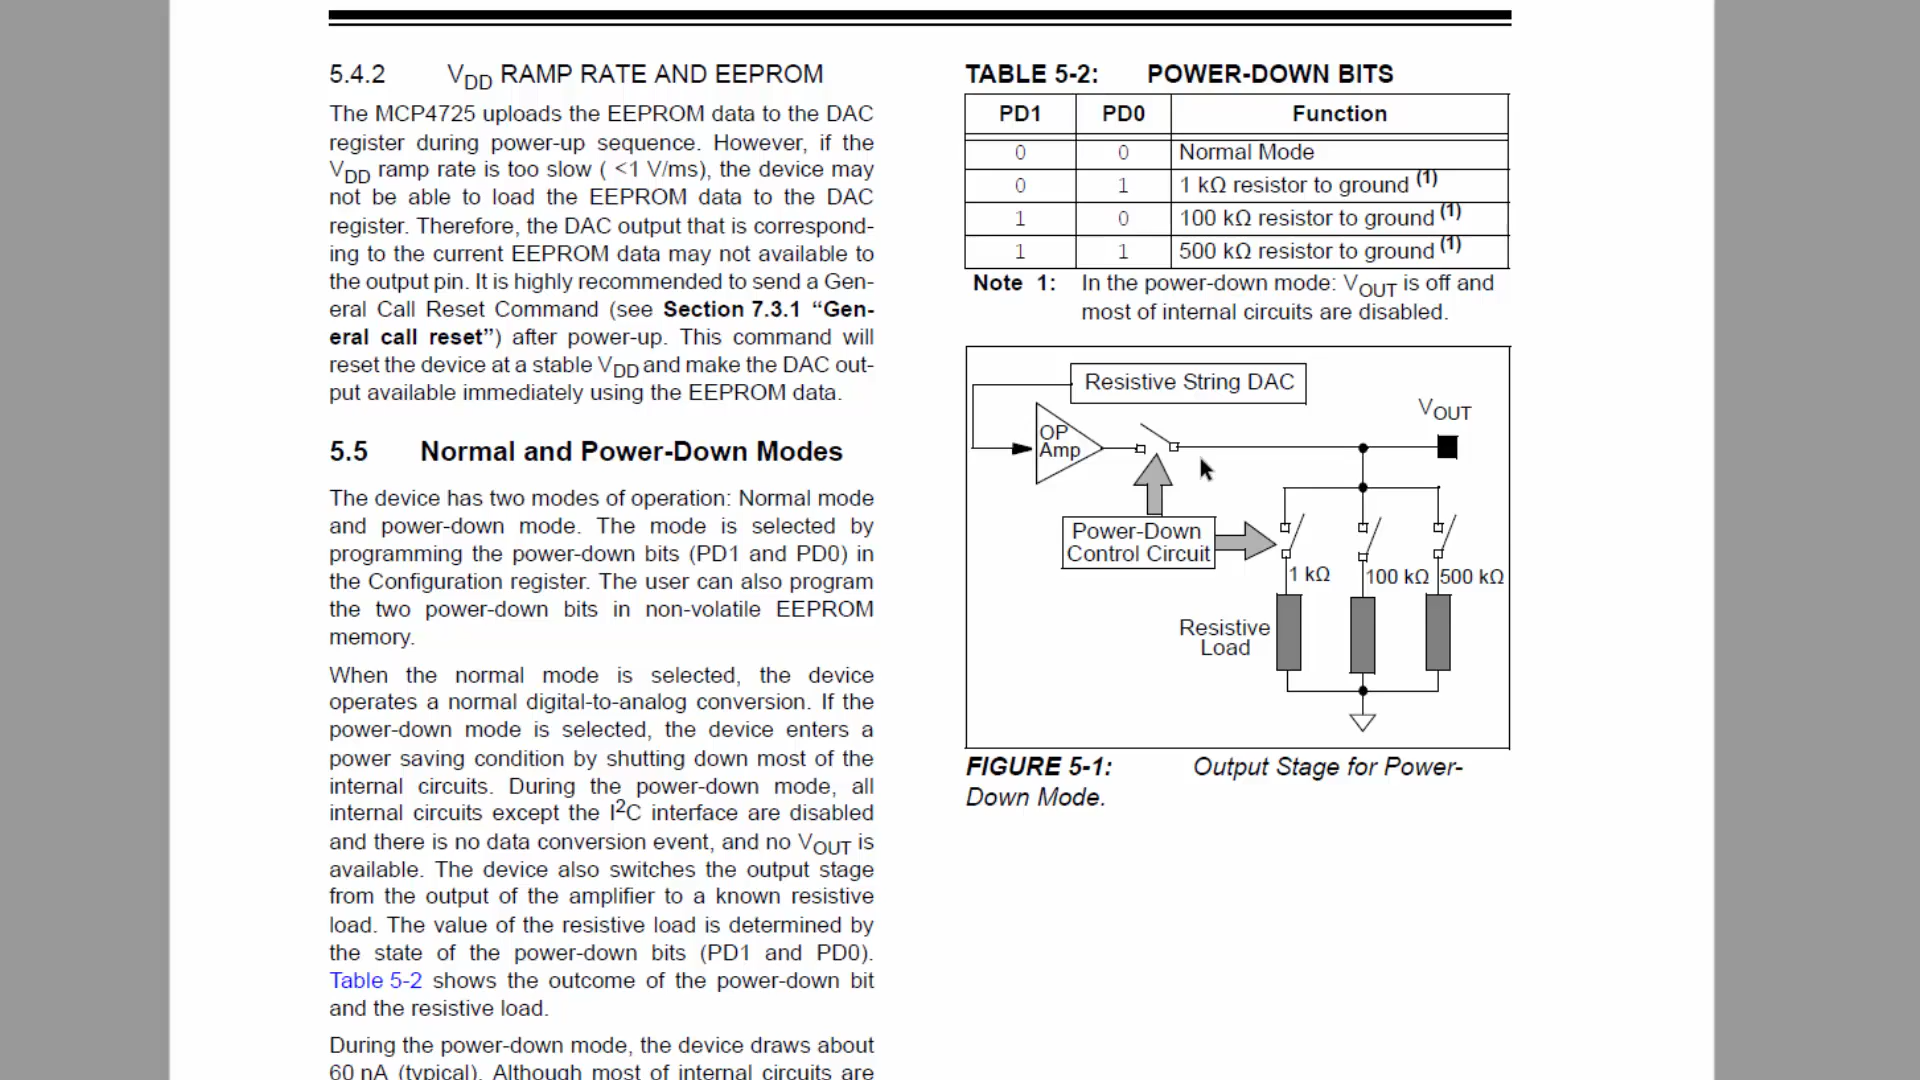 5.4.2 VDD RAMP RATE AND EEPROM
The MCP4725 uploads the EEPROM data to the DAC
register during power-up sequence. However, if the
VDD ramp rate is too slow ( <1 V/ms), the device may
not be able to load the EEPROM data to the DAC
register. Therefore, the DAC output that is correspond-
ing to the current EEPROM data may not available to
the output pin. It is highly recommended to send a Gen-
eral Call Reset Command (see Section 7.3.1 “Gen-
eral call reset”) after power-up. This command will
reset the device at a stable VDD and make the DAC out-
put available immediately using the EEPROM data.
5.5 Normal and Power-Down Modes
The device has two modes of operation: Normal mode
and power-down mode. The mode is selected by
programming the power-down bits (PD1 and PD0) in
the Configuration register. The user can also program
the two power-down bits in non-volatile EEPROM
memory.
When the normal mode is selected, the device
operates a normal digital-to-analog conversion. If the
power-down mode is selected, the device enters a
power saving condition by shutting down most of the
internal circuits. During the power-down mode, all
internal circuits except the I2C interface are disabled
and there is no data conversion event, and no VOUT is
available. The device also switches the output stage
from the output of the amplifier to a known resistive
load. The value of the resistive load is determined by
the state of the power-down bits (PD1 and PD0).
Table 5-2 shows the outcome of the power-down bit
and the resistive load.
During the power-down mode, the device draws about
60 nA (typical). Although most of internal circuits are
TABLE 5-2: POWER-DOWN BITS
PD1 PD0 Function
0 0 Normal Mode
0 1 1 kΩ resistor to ground (1)
1 0 100 kΩ resistor to ground (1)
1 1 500 kΩ resistor to ground (1)
Note 1: In the power-down mode: VOUT is off and
most of internal circuits are disabled.
Resistive String DAC
VOUT
OP
Amp
Power-Down
Control Circuit
1 kΩ 100 kΩ 500 kΩ
Resistive
Load
FIGURE 5-1: Output Stage for Power-
Down Mode.